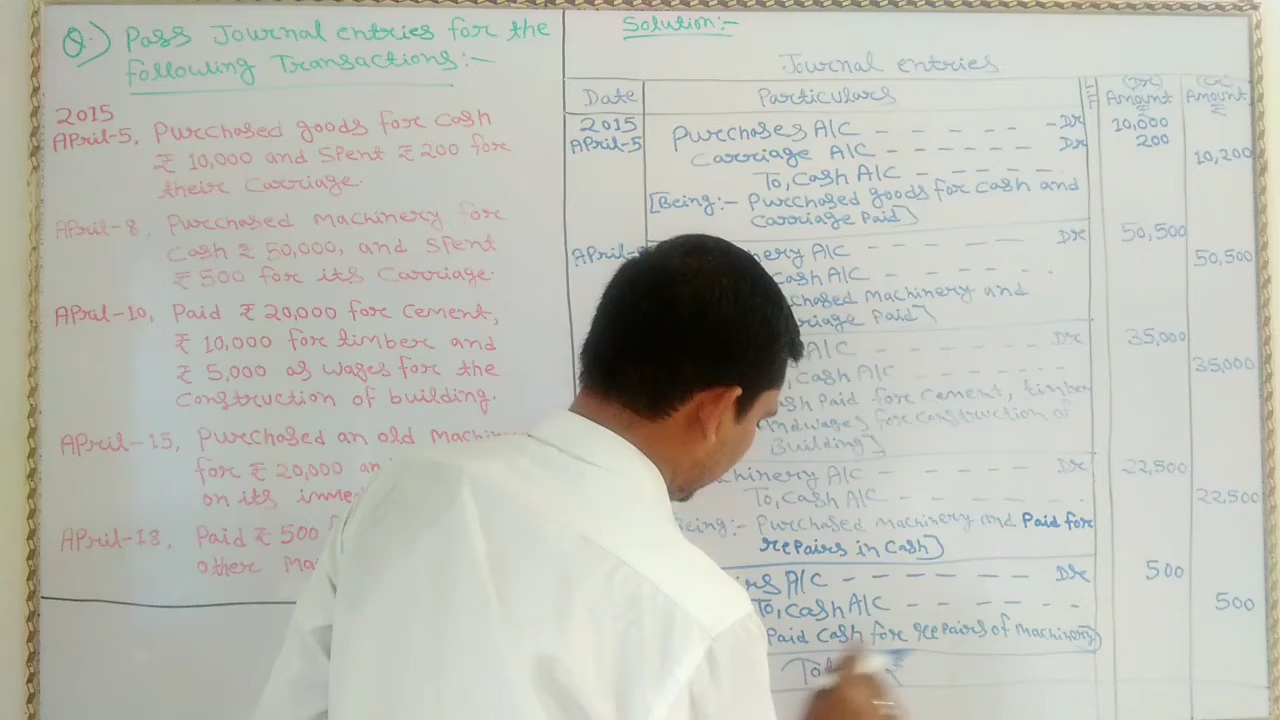 Q.) Pass Journal entries for the
following Transactions:-
2015
April-5, Purchased goods for cash
₹ 10,000 and Spent ₹ 200 for
their Carriage.
April-8, Purchased machinery for
Cash ₹ 50,000, and Spent
₹ 500 for its Carriage.
April-10, Paid ₹ 20,000 for Cement,
₹ 10,000 for timber and
₹ 5,000 as wages for the
Construction of building.
April-15, Purchased an old
for ₹ 20,000
on its
April-18, Paid ₹ 500
other
Solution:-
Journal entries
Date Particulars L.F. (Dr) Amount ₹ (Cr) Amount ₹
2015 Purchases A/C - - - - - - Dr 10,000
April-5 Carriage A/C - - - - - - Dr 200
To, Cash A/C - - - - - - 10,200
[Being:- Purchased goods for cash and
Carriage Paid]
A/C - - - - - Dr 50,500
Cash A/C - - - - - 50,500
machinery and
Paid]
A/C - - - - - - Dr 35,000
Cash A/C - - - - - - 35,000
Paid for cement, timber
for construction of
Building]
A/C - - - - - Dr 22,500
To, Cash A/C - - - - - - 22,500
Being:- Purchased machinery and Paid for
repairs in Cash]
A/C - - - - - - - Dr 500
To, Cash A/C - - - - - - 500
Paid Cash for repairs of machinery)